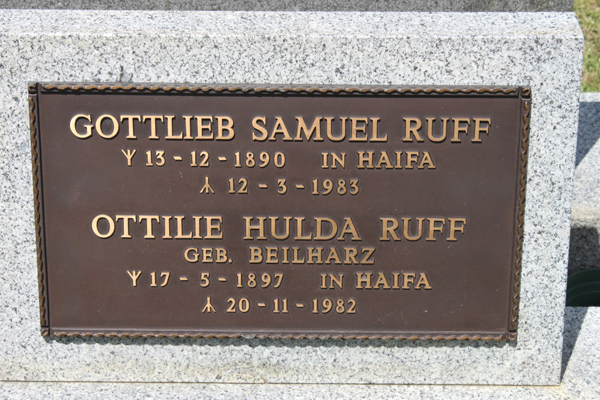 GOTTLIEB SAMUEL RUFF
ᛉ 13 - 12 - 1890 IN HAIFA
ᛦ 12 - 3 - 1983
OTTILIE HULDA RUFF
GEB. BEILHARZ
ᛉ 17 - 5 - 1897 IN HAIFA
ᛦ 20 - 11 - 1982